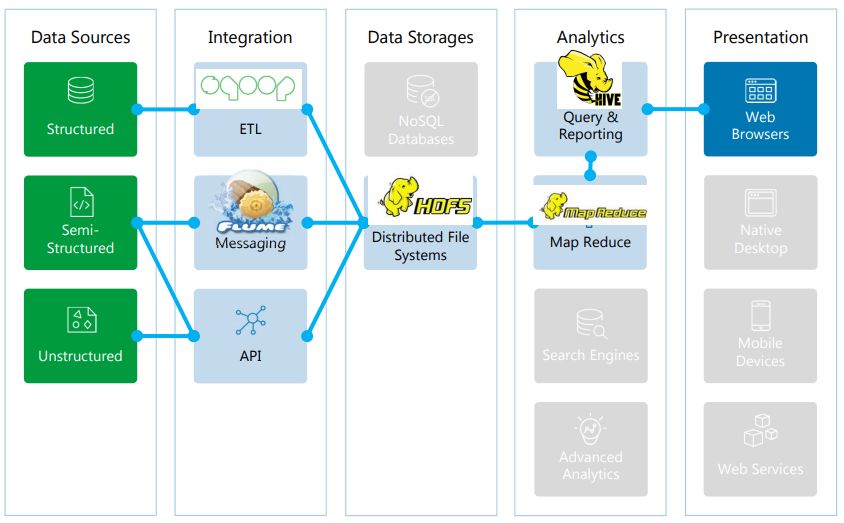 Data Sources
Integration
Data Storages
Analytics
Presentation
Structured
Semi-
Structured
Unstructured
sqoop
ETL
FLUME
Messaging
API
NoSQL
Databases
HDFS
Distributed File
Systems
HIVE
Query &
Reporting
Map Reduce
Map Reduce
Search Engines
Advanced
Analytics
Web
Browsers
Native
Desktop
Mobile
Devices
Web Services